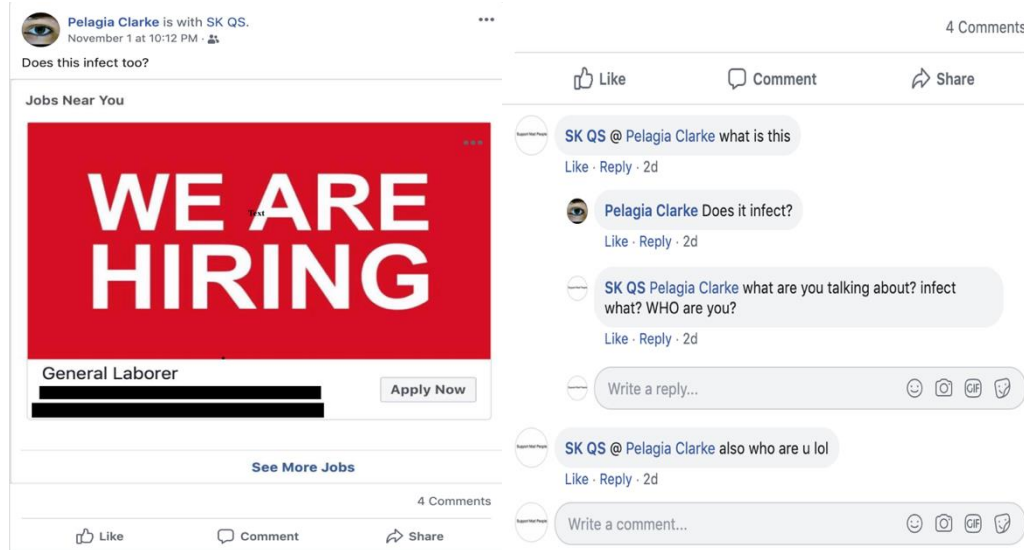 Pelagia Clarke is with SK QS.
November 1 at 10:12 PM ·
Does this infect too?
Jobs Near You
WE ARE
Text
HIRING
General Laborer
Apply Now
See More Jobs
4 Comments
Like Comment Share
4 Comments
Like Comment Share
SK QS @ Pelagia Clarke what is this
Like · Reply · 2d
Pelagia Clarke Does it infect?
Like · Reply · 2d
SK QS Pelagia Clarke what are you talking about? infect
what? WHO are you?
Like · Reply · 2d
Write a reply...
GIF
SK QS @ Pelagia Clarke also who are u lol
Like · Reply · 2d
Write a comment...
GIF